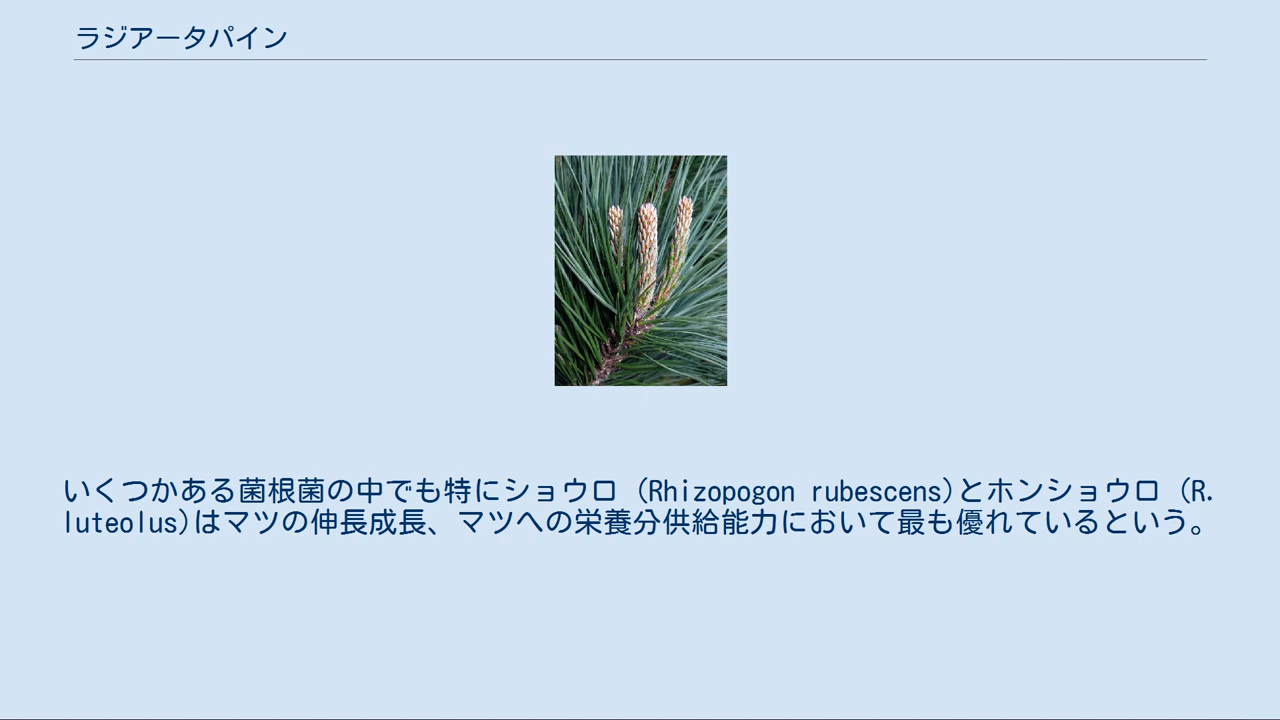 ラジアータパイン
いくつかある菌根菌の中でも特にショウロ (Rhizopogon rubescens)とホンショウロ (R.
luteolus)はマツの伸長成長、マツへの栄養分供給能力において最も優れているという。